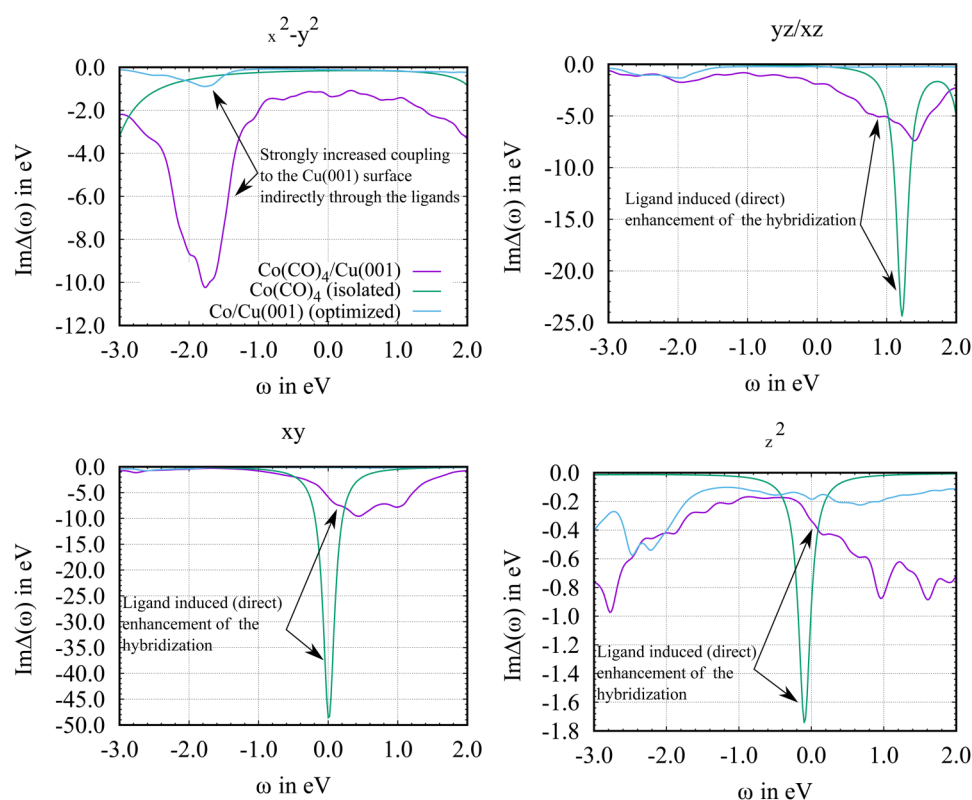 x²-y²
0.0
-2.0
-4.0
-6.0
-8.0
-10.0
-12.0
ImΔ(ω) in eV
Strongly increased coupling
to the Cu(001) surface
indirectly through the ligands
Co(CO)₄/Cu(001)
Co(CO)₄ (isolated)
Co/Cu(001) (optimized)
-3.0 -2.0 -1.0 0.0 1.0 2.0
ω in eV
yz/xz
0.0
-5.0
-10.0
-15.0
-20.0
-25.0
ImΔ(ω) in eV
Ligand induced (direct)
enhancement of the hybridization
-3.0 -2.0 -1.0 0.0 1.0 2.0
ω in eV
xy
0.0
-5.0
-10.0
-15.0
-20.0
-25.0
-30.0
-35.0
-40.0
-45.0
-50.0
ImΔ(ω) in eV
Ligand induced (direct)
enhancement of the
hybridization
-3.0 -2.0 -1.0 0.0 1.0 2.0
ω in eV
z²
0.0
-0.2
-0.4
-0.6
-0.8
-1.0
-1.2
-1.4
-1.6
-1.8
ImΔ(ω) in eV
Ligand induced (direct)
enhancement of the
hybridization
-3.0 -2.0 -1.0 0.0 1.0 2.0
ω in eV